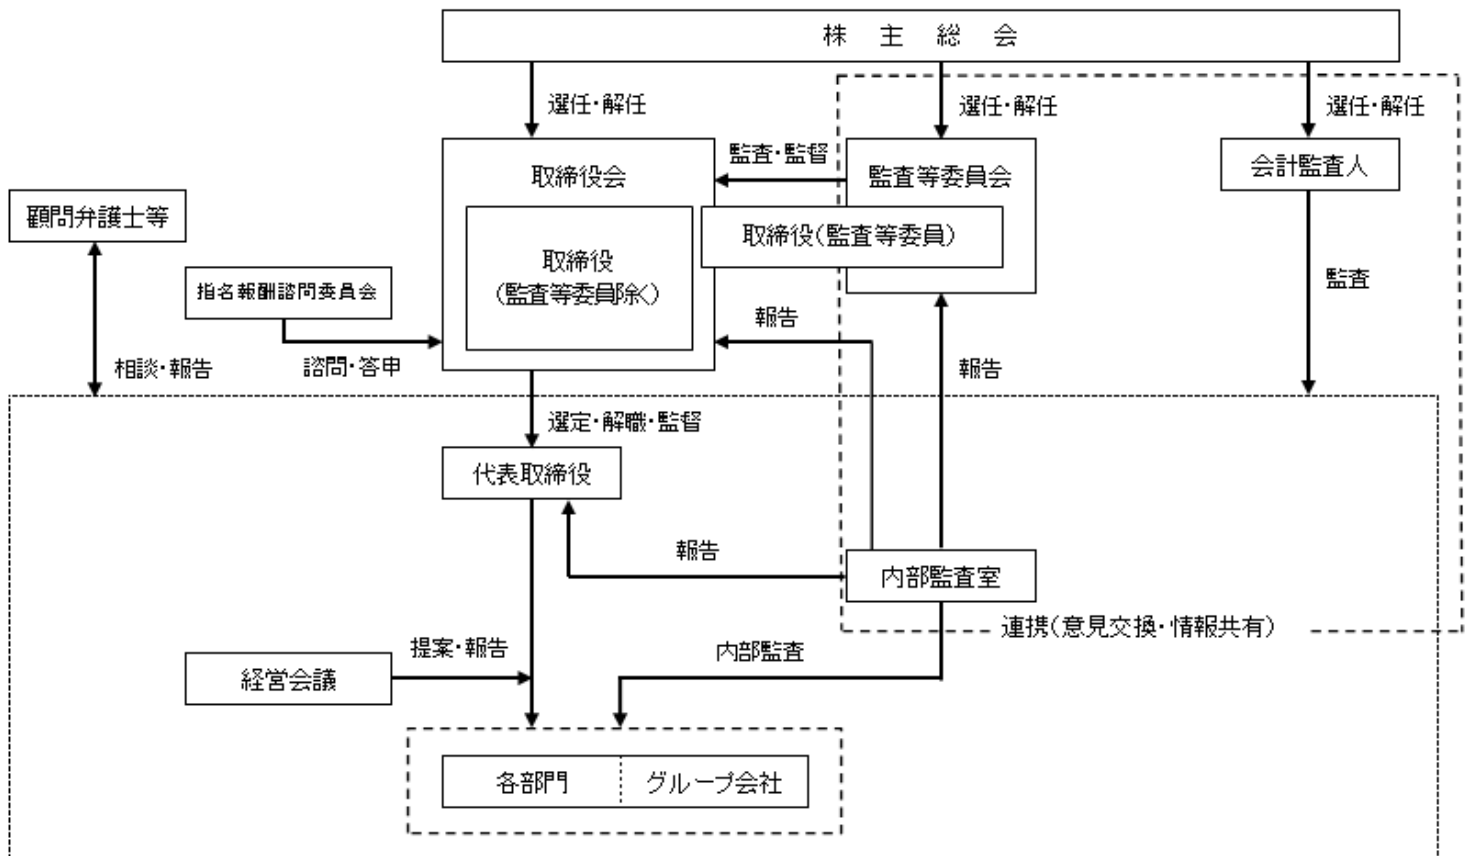 株 主 総 会
選任・解任
選任・解任
選任・解任
取締役会
監査・監督
監査等委員会
会計監査人
顧問弁護士等
取締役
(監査等委員除く)
取締役(監査等委員)
指名報酬諮問委員会
監査
報告
相談・報告
諮問・答申
報告
選定・解職・監督
代表取締役
報告
内部監査室
連携(意見交換・情報共有)
提案・報告
内部監査
経営会議
各部門
グループ会社